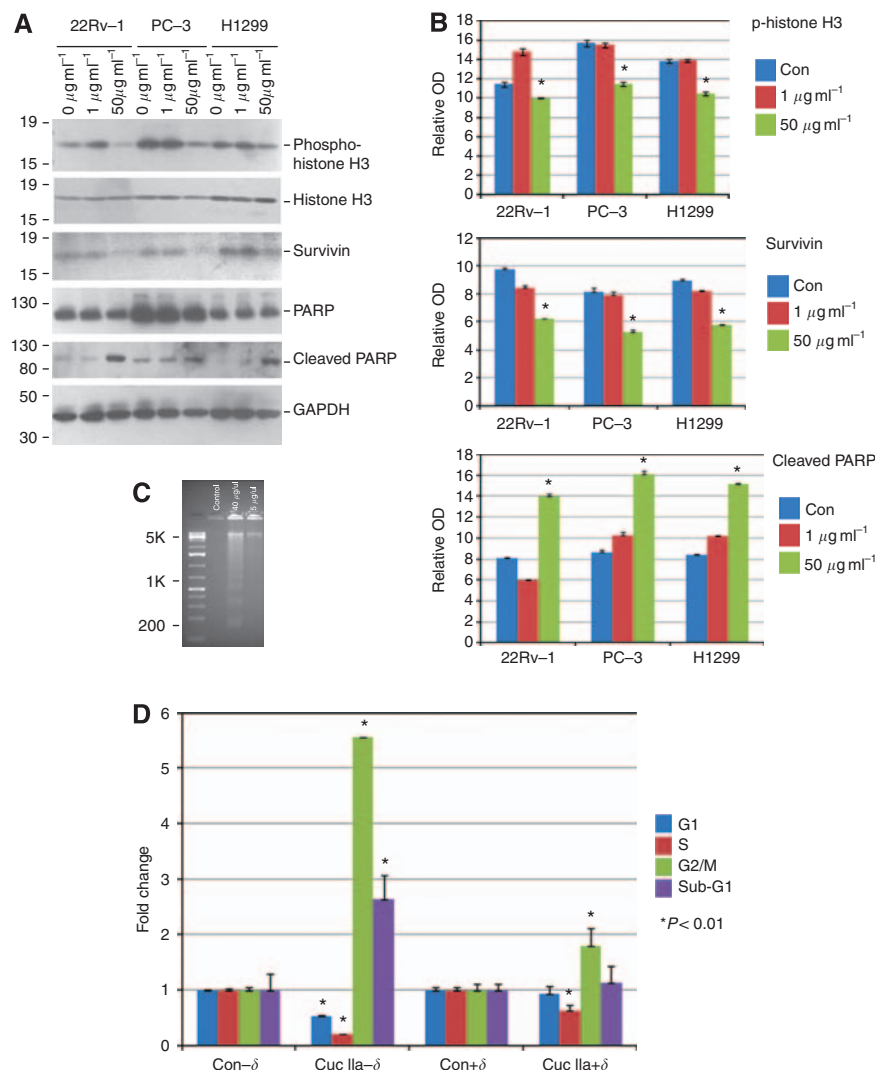 A
22Rv–1 PC–3 H1299
0 μg ml–1 1 μg ml–1 50μg ml–1 0 μg ml–1 1 μg ml–1 50μg ml–1 0 μg ml–1 1 μg ml–1 50μg ml–1
19
15
Phospho-
histone H3
19
15
Histone H3
19
15
Survivin
130
PARP
130
80
Cleaved PARP
50
30
GAPDH
B
p-histone H3
Relative OD
18
16
14
12
10
8
6
4
2
0
* * *
22Rv–1 PC–3 H1299
Con
1 μg ml–1
50 μg ml–1
Survivin
Relative OD
12
10
8
6
4
2
0
* * *
22Rv–1 PC–3 H1299
Con
1 μg ml–1
50 μg ml–1
Cleaved PARP
Relative OD
18
16
14
12
10
8
6
4
2
0
* * *
22Rv–1 PC–3 H1299
Con
1 μg ml–1
50 μg ml–1
C
Control 40 μg/ul 5 μg/ul
5K
1K
200
D
Fold change
6
5
4
3
2
1
0
* * * * * *
Con–δ Cuc IIa–δ Con+δ Cuc IIa+δ
G1
S
G2/M
Sub-G1
*P< 0.01